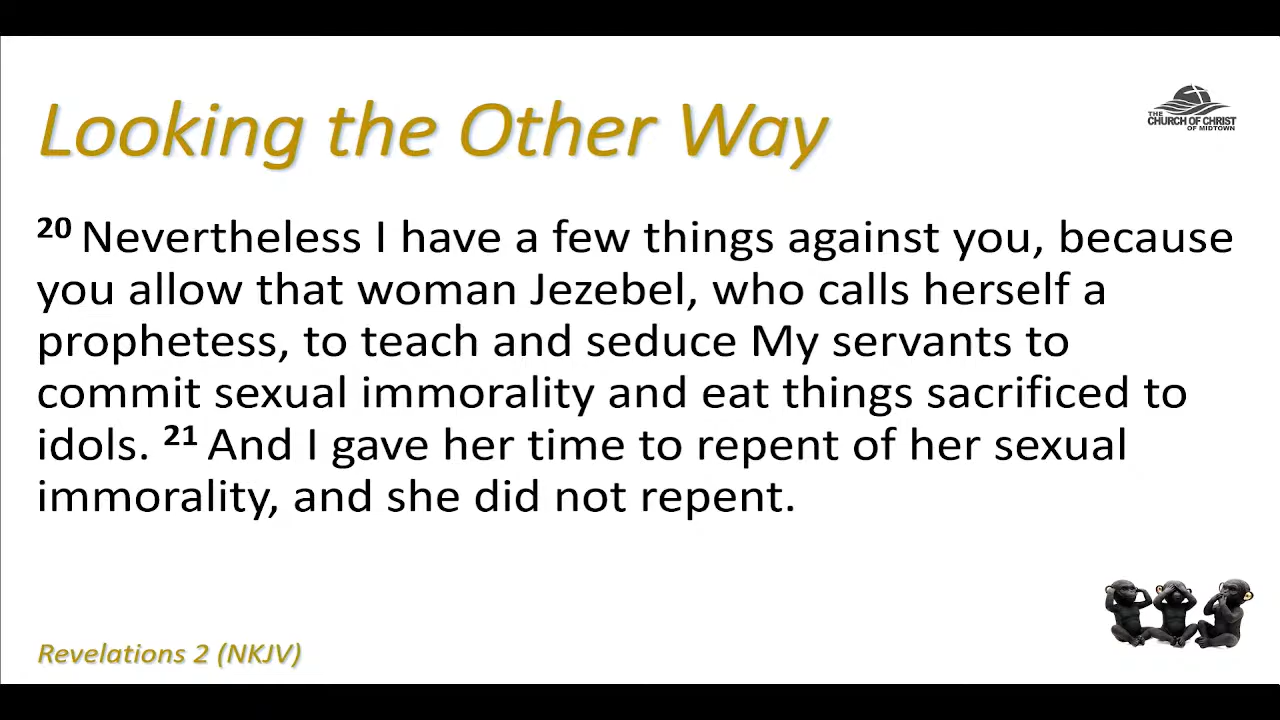 Looking the Other Way
THE
CHURCH OF CHRIST
OF MIDTOWN
20 Nevertheless I have a few things against you, because
you allow that woman Jezebel, who calls herself a
prophetess, to teach and seduce My servants to
commit sexual immorality and eat things sacrificed to
idols. 21 And I gave her time to repent of her sexual
immorality, and she did not repent.
Revelations 2 (NKJV)